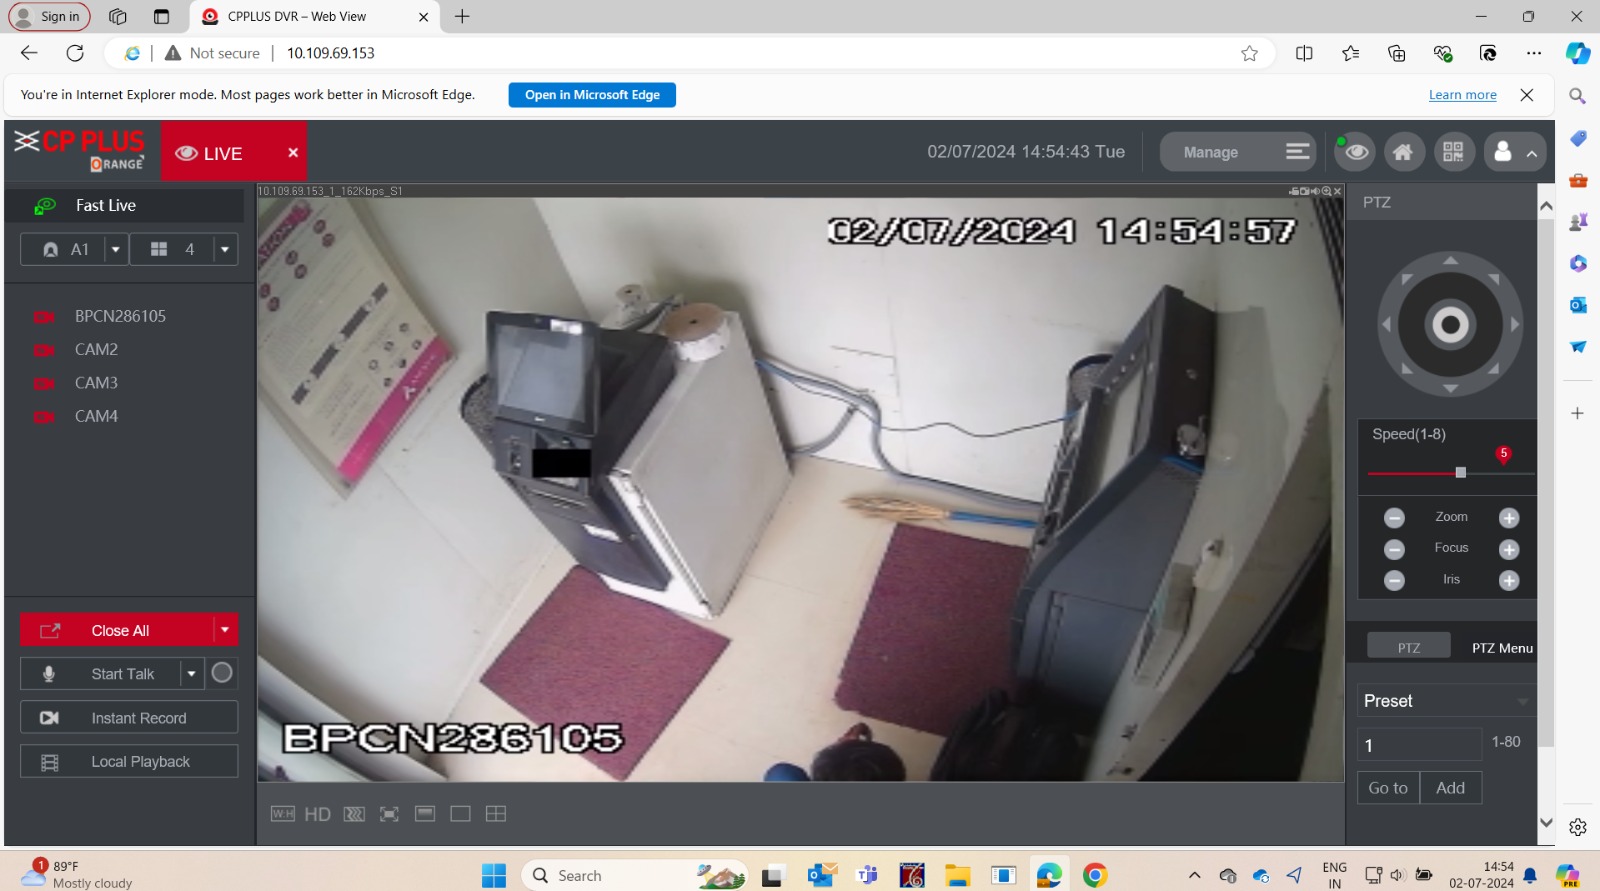 Sign in
CPPLUS DVR – Web View
Not secure
10.109.69.153
You're in Internet Explorer mode. Most pages work better in Microsoft Edge.
Open in Microsoft Edge
Learn more
CP PLUS
ORANGE
LIVE
02/07/2024 14:54:43 Tue
Manage
Fast Live
A1
4
BPCN286105
CAM2
CAM3
CAM4
Close All
Start Talk
Instant Record
Local Playback
10.109.69.153_1_162Kbps_S1
02/07/2024 14:54:57
BPCN286105
W:H
HD
PTZ
Speed(1-8)
5
Zoom
Focus
Iris
PTZ
PTZ Menu
Preset
1
1-80
Go to
Add
1
89°F
Mostly cloudy
Search
ENG
IN
14:54
02-07-2024
PRE